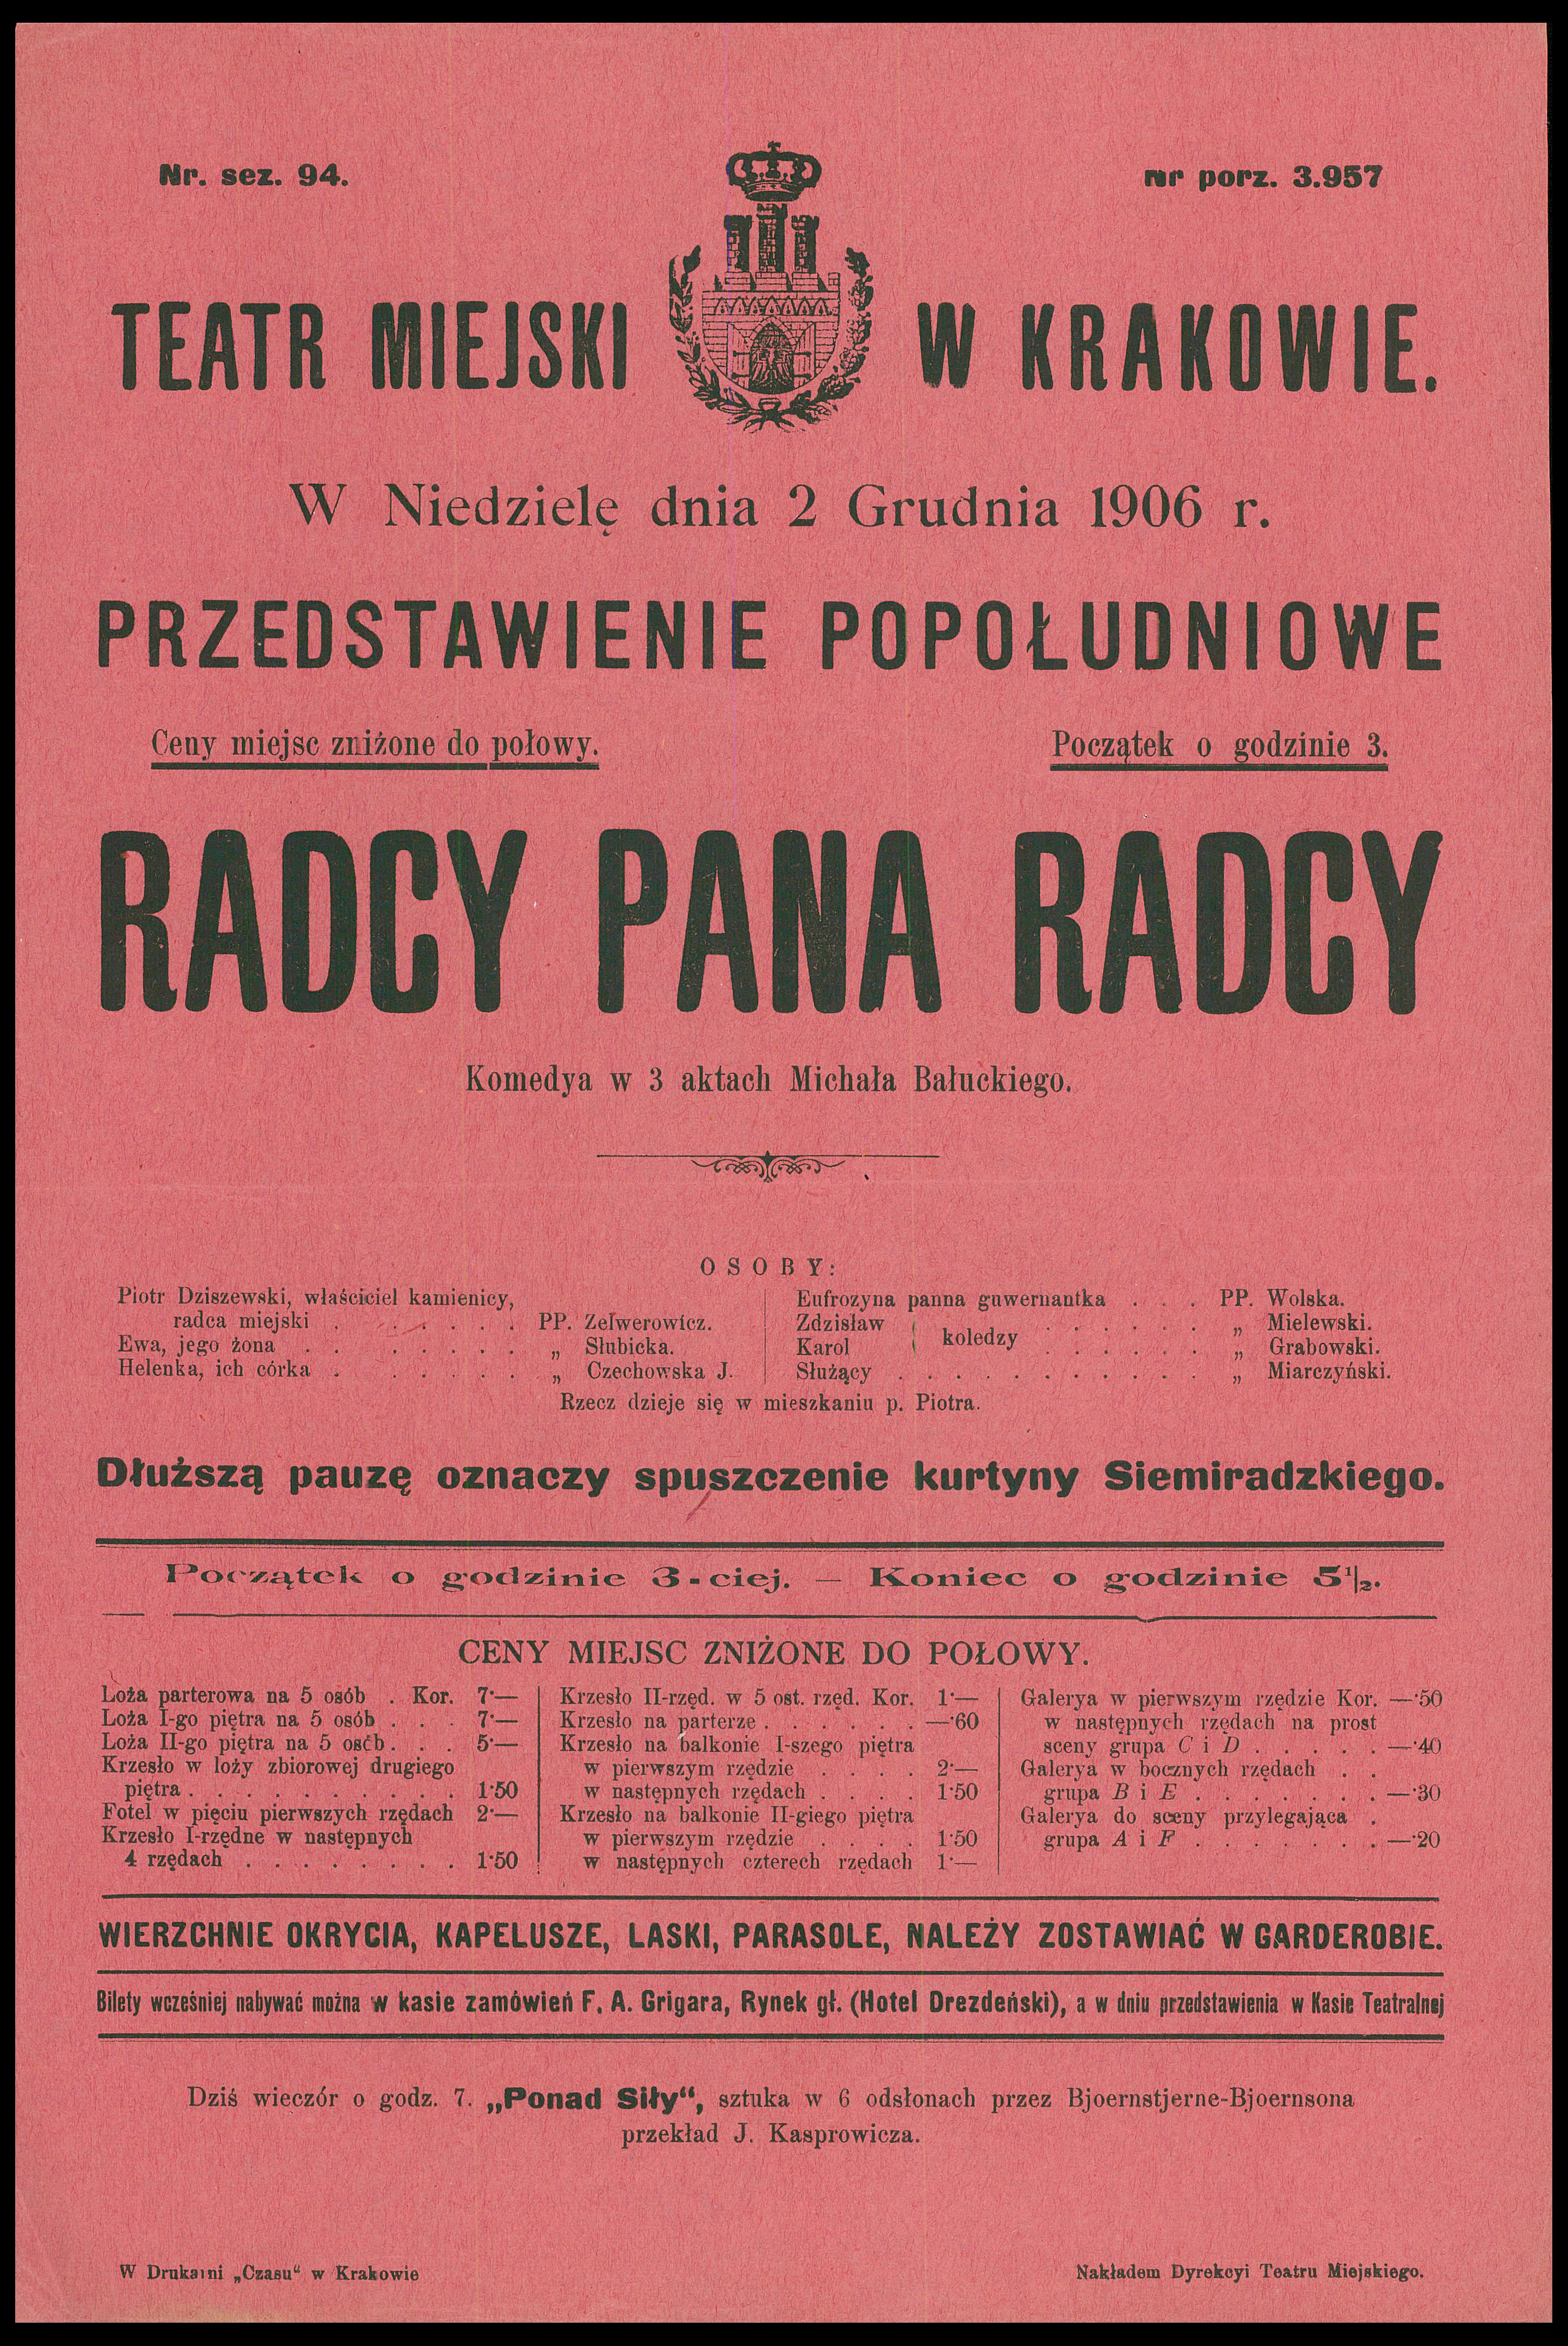 Nr. sez. 94.
nr porz. 3.957
TEATR MIEJSKI W KRAKOWIE.
W Niedzielę dnia 2 Grudnia 1906 r.
PRZEDSTAWIENIE POPOŁUDNIOWE
Ceny miejsc zniżone do połowy.
Początek o godzinie 3.
RADCY PANA RADCY
Komedya w 3 aktach Michała Bałuckiego.
OSOBY:
Piotr Dziszewski, właściciel kamienicy,
radca miejski . . . . . . PP. Zelwerowicz.
Ewa, jego żona . . . . . . . „ Słubicka.
Helenka, ich córka . . . . . . „ Czechowska J.
Eufrozyna panna guwernantka . . . PP. Wolska.
Zdzisław . . . . . . „ Mielewski.
koledzy
Karol . . . . . . „ Grabowski.
Służący . . . . . . . . . . . „ Miarczyński.
Rzecz dzieje się w mieszkaniu p. Piotra.
Dłuższą pauzę oznaczy spuszczenie kurtyny Siemiradzkiego.
Początek o godzinie 3-ciej. — Koniec o godzinie 5 1|2.
CENY MIEJSC ZNIŻONE DO POŁOWY.
Loża parterowa na 5 osób . Kor. 7·—
Loża I-go piętra na 5 osób . . . 7·—
Loża II-go piętra na 5 osób . . . 5·—
Krzesło w loży zbiorowej drugiego
piętra . . . . . . . . . . 1·50
Fotel w pięciu pierwszych rzędach 2·—
Krzesło I-rzędne w następnych
4 rzędach . . . . . . . . 1·50
Krzesło II-rzęd. w 5 ost. rzęd. Kor. 1·—
Krzesło na parterze . . . . . . —·60
Krzesło na balkonie I-szego piętra
w pierwszym rzędzie . . . . 2·—
w następnych rzędach . . . . 1·50
Krzesło na balkonie II-giego piętra
w pierwszym rzędzie . . . . 1·50
w następnych czterech rzędach 1·—
Galerya w pierwszym rzędzie Kor. —·50
w następnych rzędach na prost
sceny grupa C i D . . . . . —·40
Galerya w bocznych rzędach . .
grupa B i E . . . . . . . —·30
Galerya do sceny przylegająca .
grupa A i F . . . . . . . —·20
WIERZCHNIE OKRYCIA, KAPELUSZE, LASKI, PARASOLE, NALEŻY ZOSTAWIAĆ W GARDEROBIE.
Bilety wcześniej nabywać można w kasie zamówień F. A. Grigara, Rynek gł. (Hotel Drezdeński), a w dniu przedstawienia w Kasie Teatralnej
Dziś wieczór o godz. 7. „Ponad Siły“, sztuka w 6 odsłonach przez Bjoernstjerne-Bjoernsona
przekład J. Kasprowicza.
W Drukarni „Czasu“ w Krakowie
Nakładem Dyrekcyi Teatru Miejskiego.